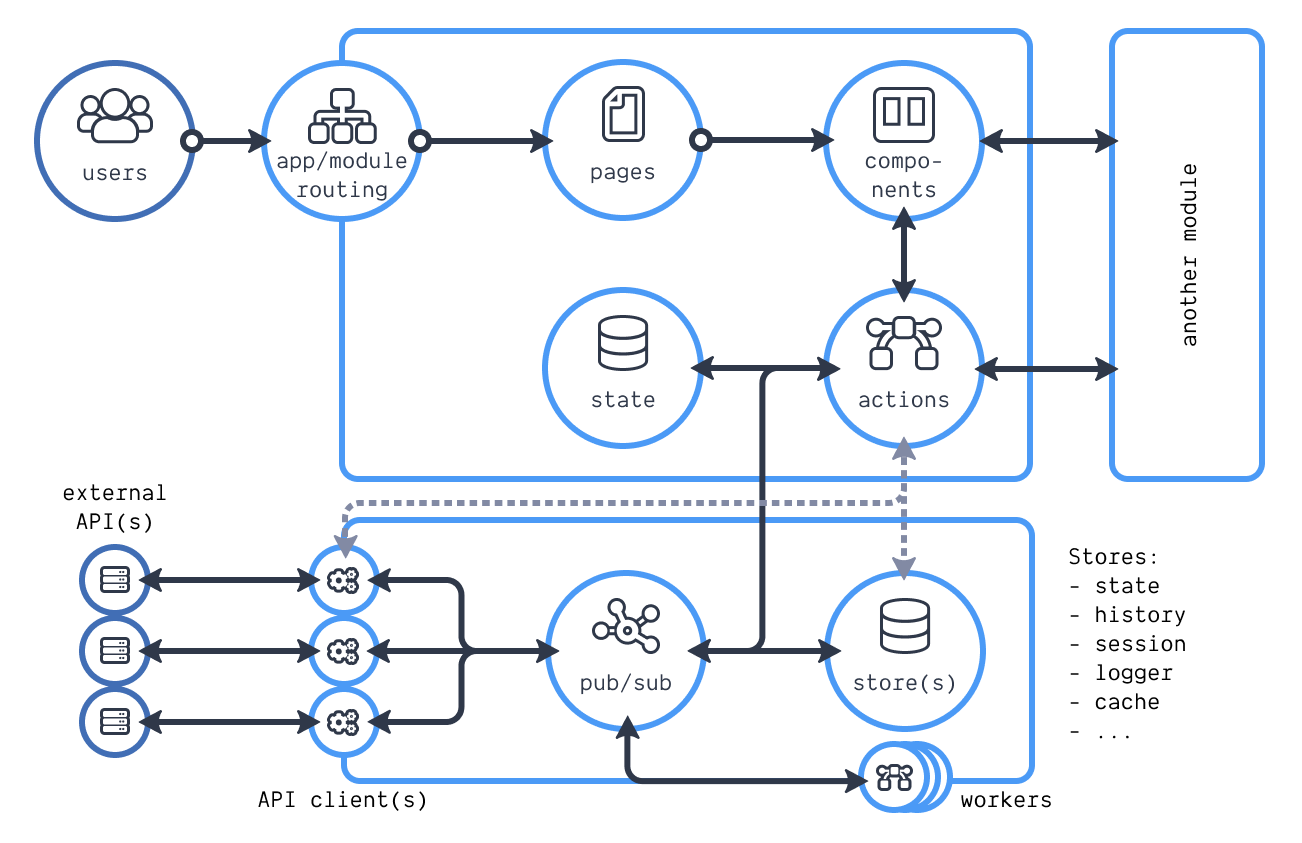 users
app/module
routing
pages
compo-
nents
another module
state
actions
external
API(s)
pub/sub
store(s)
Stores:
- state
- history
- session
- logger
- cache
- ...
API client(s)
workers